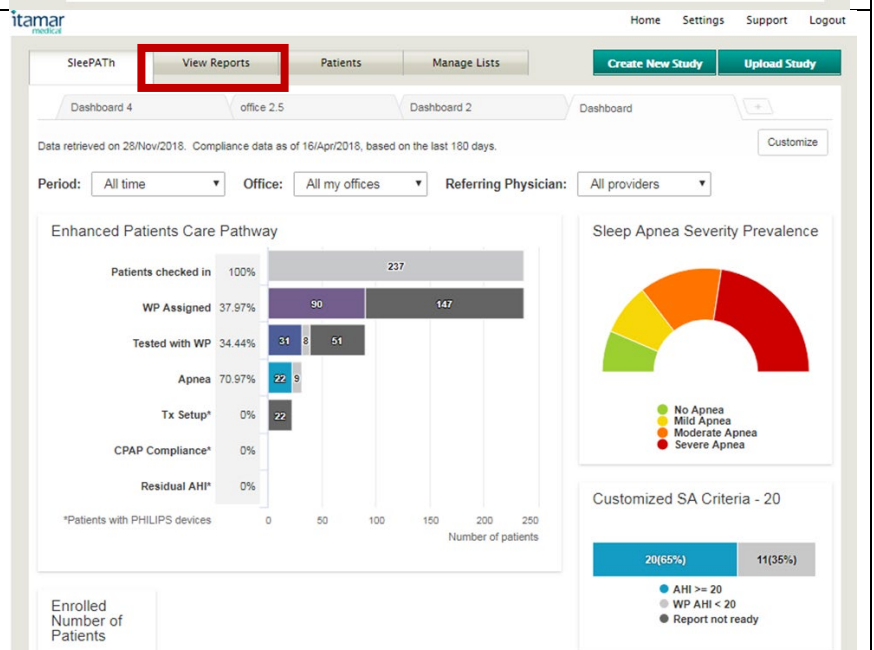 itamar
medical
Home Settings Support Logout
SleePATh View Reports Patients Manage Lists Create New Study Upload Study
Dashboard 4 office 2.5 Dashboard 2 Dashboard +
Data retrieved on 28/Nov/2018. Compliance data as of 16/Apr/2018, based on the last 180 days.
Customize
Period: All time Office: All my offices Referring Physician: All providers
Enhanced Patients Care Pathway
Patients checked in 100% 237
WP Assigned 37.97% 90 147
Tested with WP 34.44% 31 8 51
Apnea 70.97% 22 9
Tx Setup* 0% 22
CPAP Compliance* 0%
Residual AHI* 0%
*Patients with PHILIPS devices
0 50 100 150 200 250
Number of patients
Sleep Apnea Severity Prevalence
No Apnea
Mild Apnea
Moderate Apnea
Severe Apnea
Customized SA Criteria - 20
20(65%) 11(35%)
AHI >= 20
WP AHI < 20
Report not ready
Enrolled
Number of
Patients